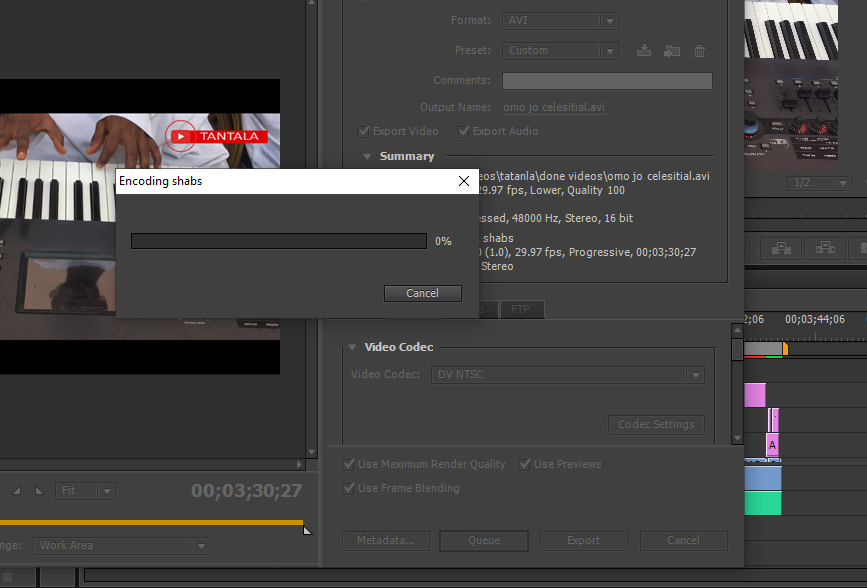 Format: AVI
Preset: Custom
Comments:
Output Name: omo jo celesitial.avi
Export Video Export Audio
Summary
eos\tatanla\done videos\omo jo celesitial.avi
29.97 fps, Lower, Quality 100
essed, 48000 Hz, Stereo, 16 bit
shabs
(1.0), 29.97 fps, Progressive, 00;03;30;27
Stereo
TANTALA
Encoding shabs
0%
Cancel
FTP
Video Codec
Video Codec: DV NTSC
Codec Settings
Use Maximum Render Quality Use Previews
Use Frame Blending
Metadata... Queue Export Cancel
Fit 00;03;30;27
nge: Work Area
1/2
2;06 00;03;44;06
A